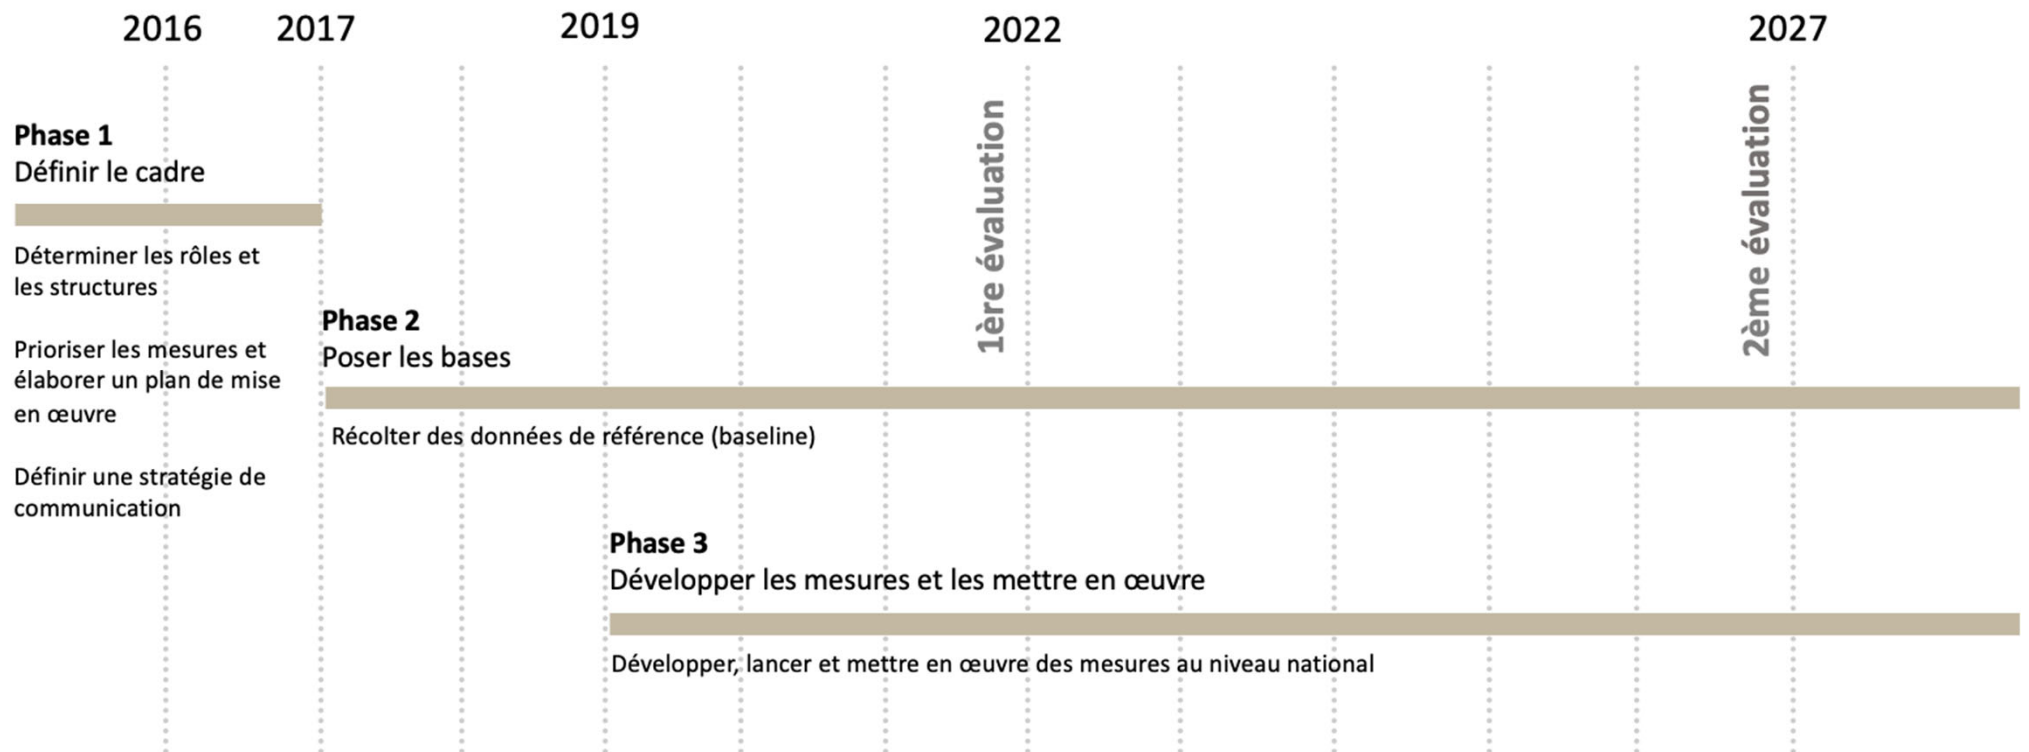 2016
2017
2019
2022
2027
Phase 1
Définir le cadre
Déterminer les rôles et
les structures
Prioriser les mesures et
élaborer un plan de mise
en œuvre
Définir une stratégie de
communication
Phase 2
Poser les bases
Récolter des données de référence (baseline)
Phase 3
Développer les mesures et les mettre en œuvre
Développer, lancer et mettre en œuvre des mesures au niveau national
1ère évaluation
2ème évaluation